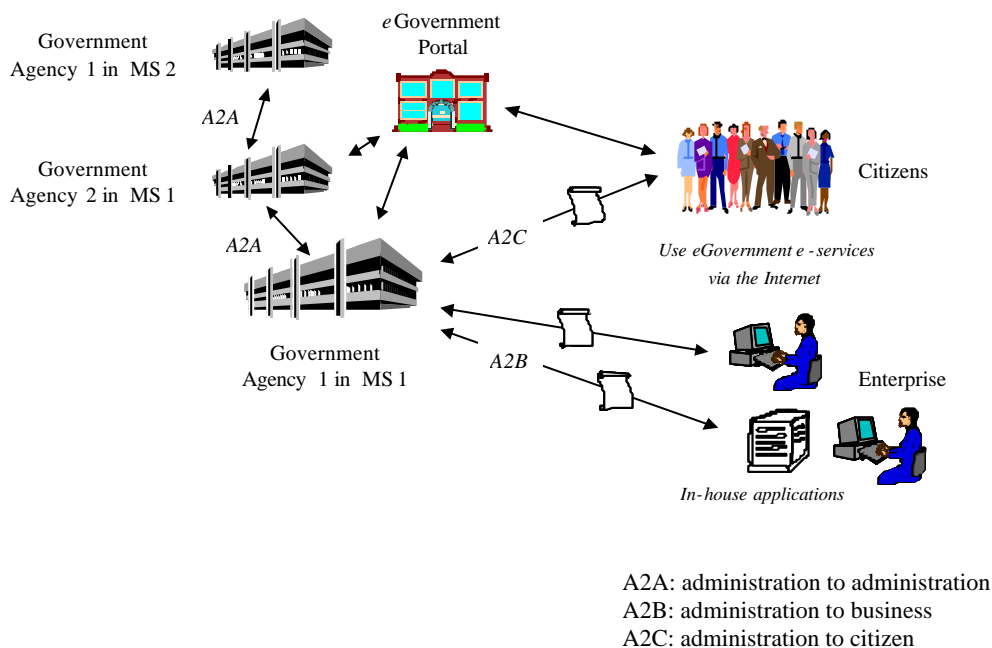 Government
Agency 1 in MS 2
eGovernment
Portal
A2A
Government
Agency 2 in MS 1
Citizens
A2C
A2A
Use eGovernment e-services
via the Internet
Government
Agency 1 in MS 1
A2B
Enterprise
In-house applications
A2A: administration to administration
A2B: administration to business
A2C: administration to citizen